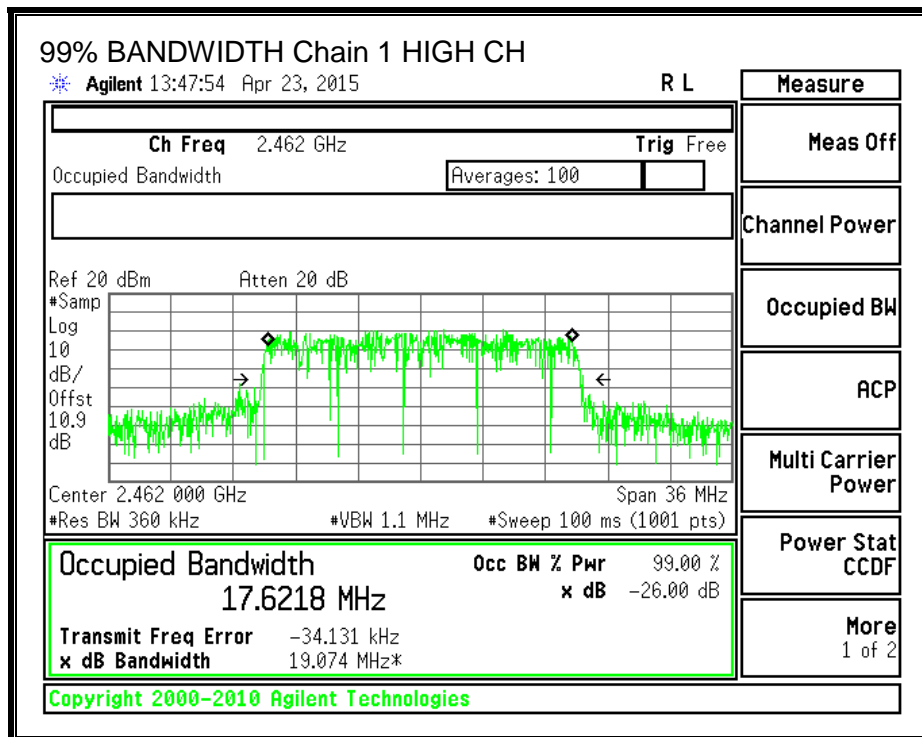 99% BANDWIDTH Chain 1 HIGH CH
Agilent 13:47:54 Apr 23, 2015 R L
Measure
Ch Freq 2.462 GHz Trig Free
Meas Off
Occupied Bandwidth Averages: 100
Channel Power
Ref 20 dBm Atten 20 dB
#Samp
Log
10
dB/
Offst
10.9
dB
Occupied BW
ACP
Center 2.462 000 GHz Span 36 MHz
#Res BW 360 kHz #VBW 1.1 MHz #Sweep 100 ms (1001 pts)
Multi Carrier
Power
Occupied Bandwidth
17.6218 MHz
Occ BW % Pwr 99.00 %
x dB -26.00 dB
Transmit Freq Error -34.131 kHz
x dB Bandwidth 19.074 MHz*
Power Stat
CCDF
More
1 of 2
Copyright 2000-2010 Agilent Technologies